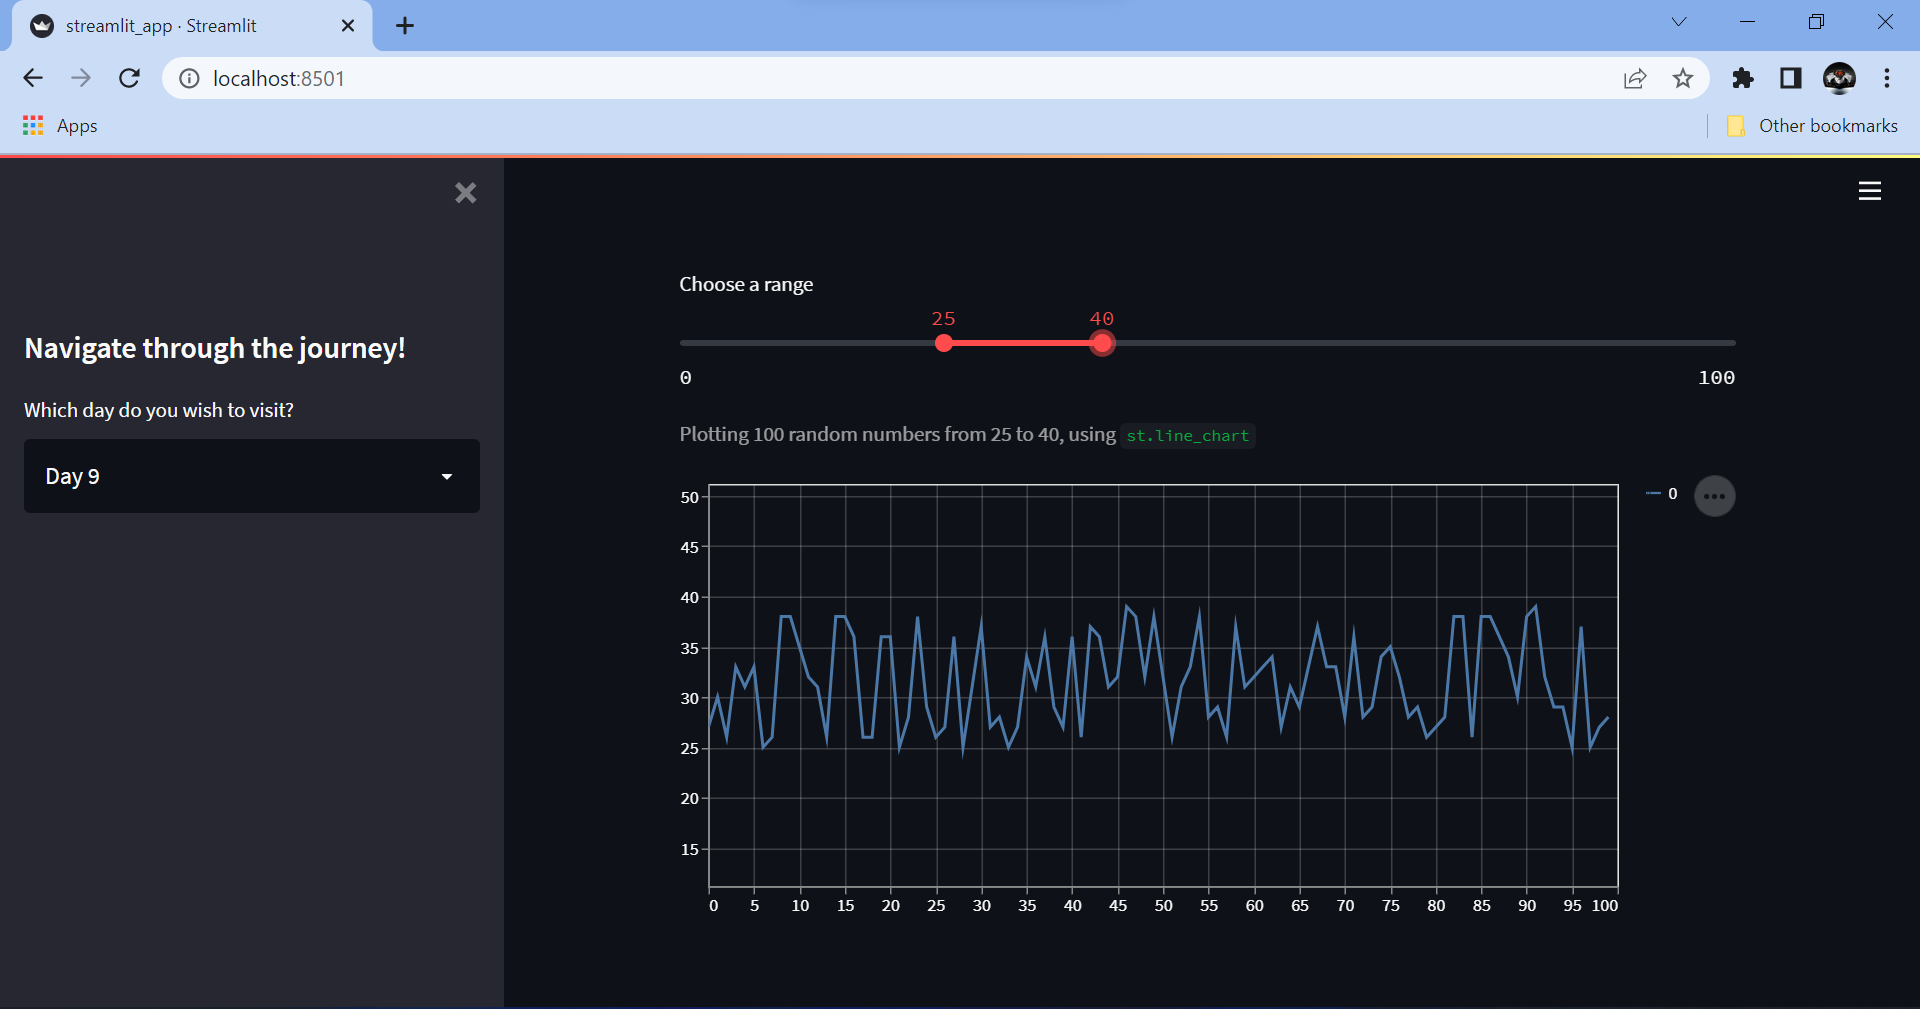 streamlit_app · Streamlit
localhost:8501
Apps
Other bookmarks
Navigate through the journey!
Which day do you wish to visit?
Day 9
Choose a range
25 40
0 100
Plotting 100 random numbers from 25 to 40, using st.line_chart
50
45
40
35
30
25
20
15
0 5 10 15 20 25 30 35 40 45 50 55 60 65 70 75 80 85 90 95 100
0